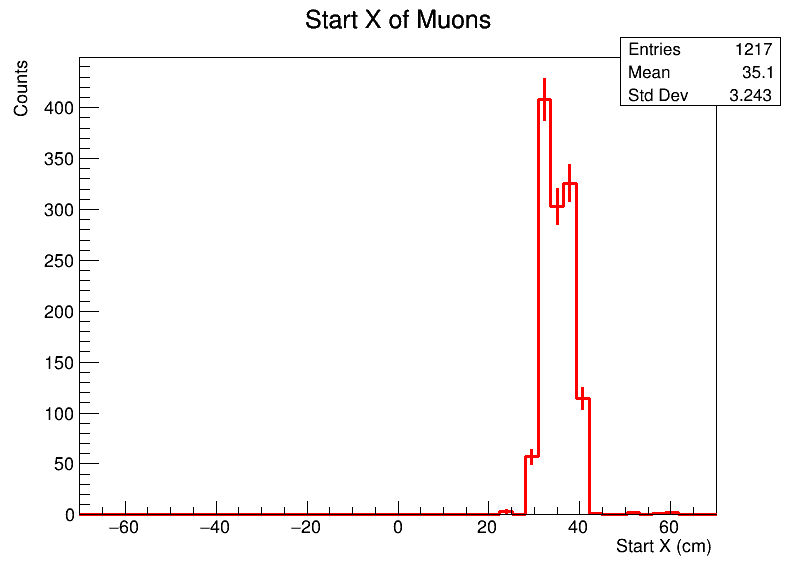 Start X of Muons
Entries 1217
Mean 35.1
Std Dev 3.243
Counts
400
350
300
250
200
150
100
50
0
−60 −40 −20 0 20 40 60
Start X (cm)